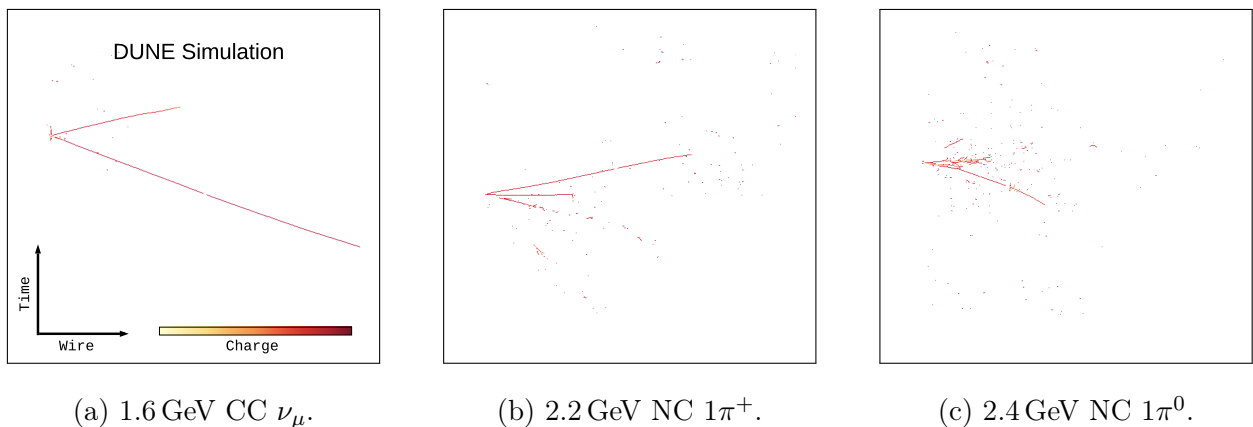 DUNE Simulation
Time
Wire
Charge
(a) 1.6 GeV CC νμ.
(b) 2.2 GeV NC 1π⁺.
(c) 2.4 GeV NC 1π⁰.